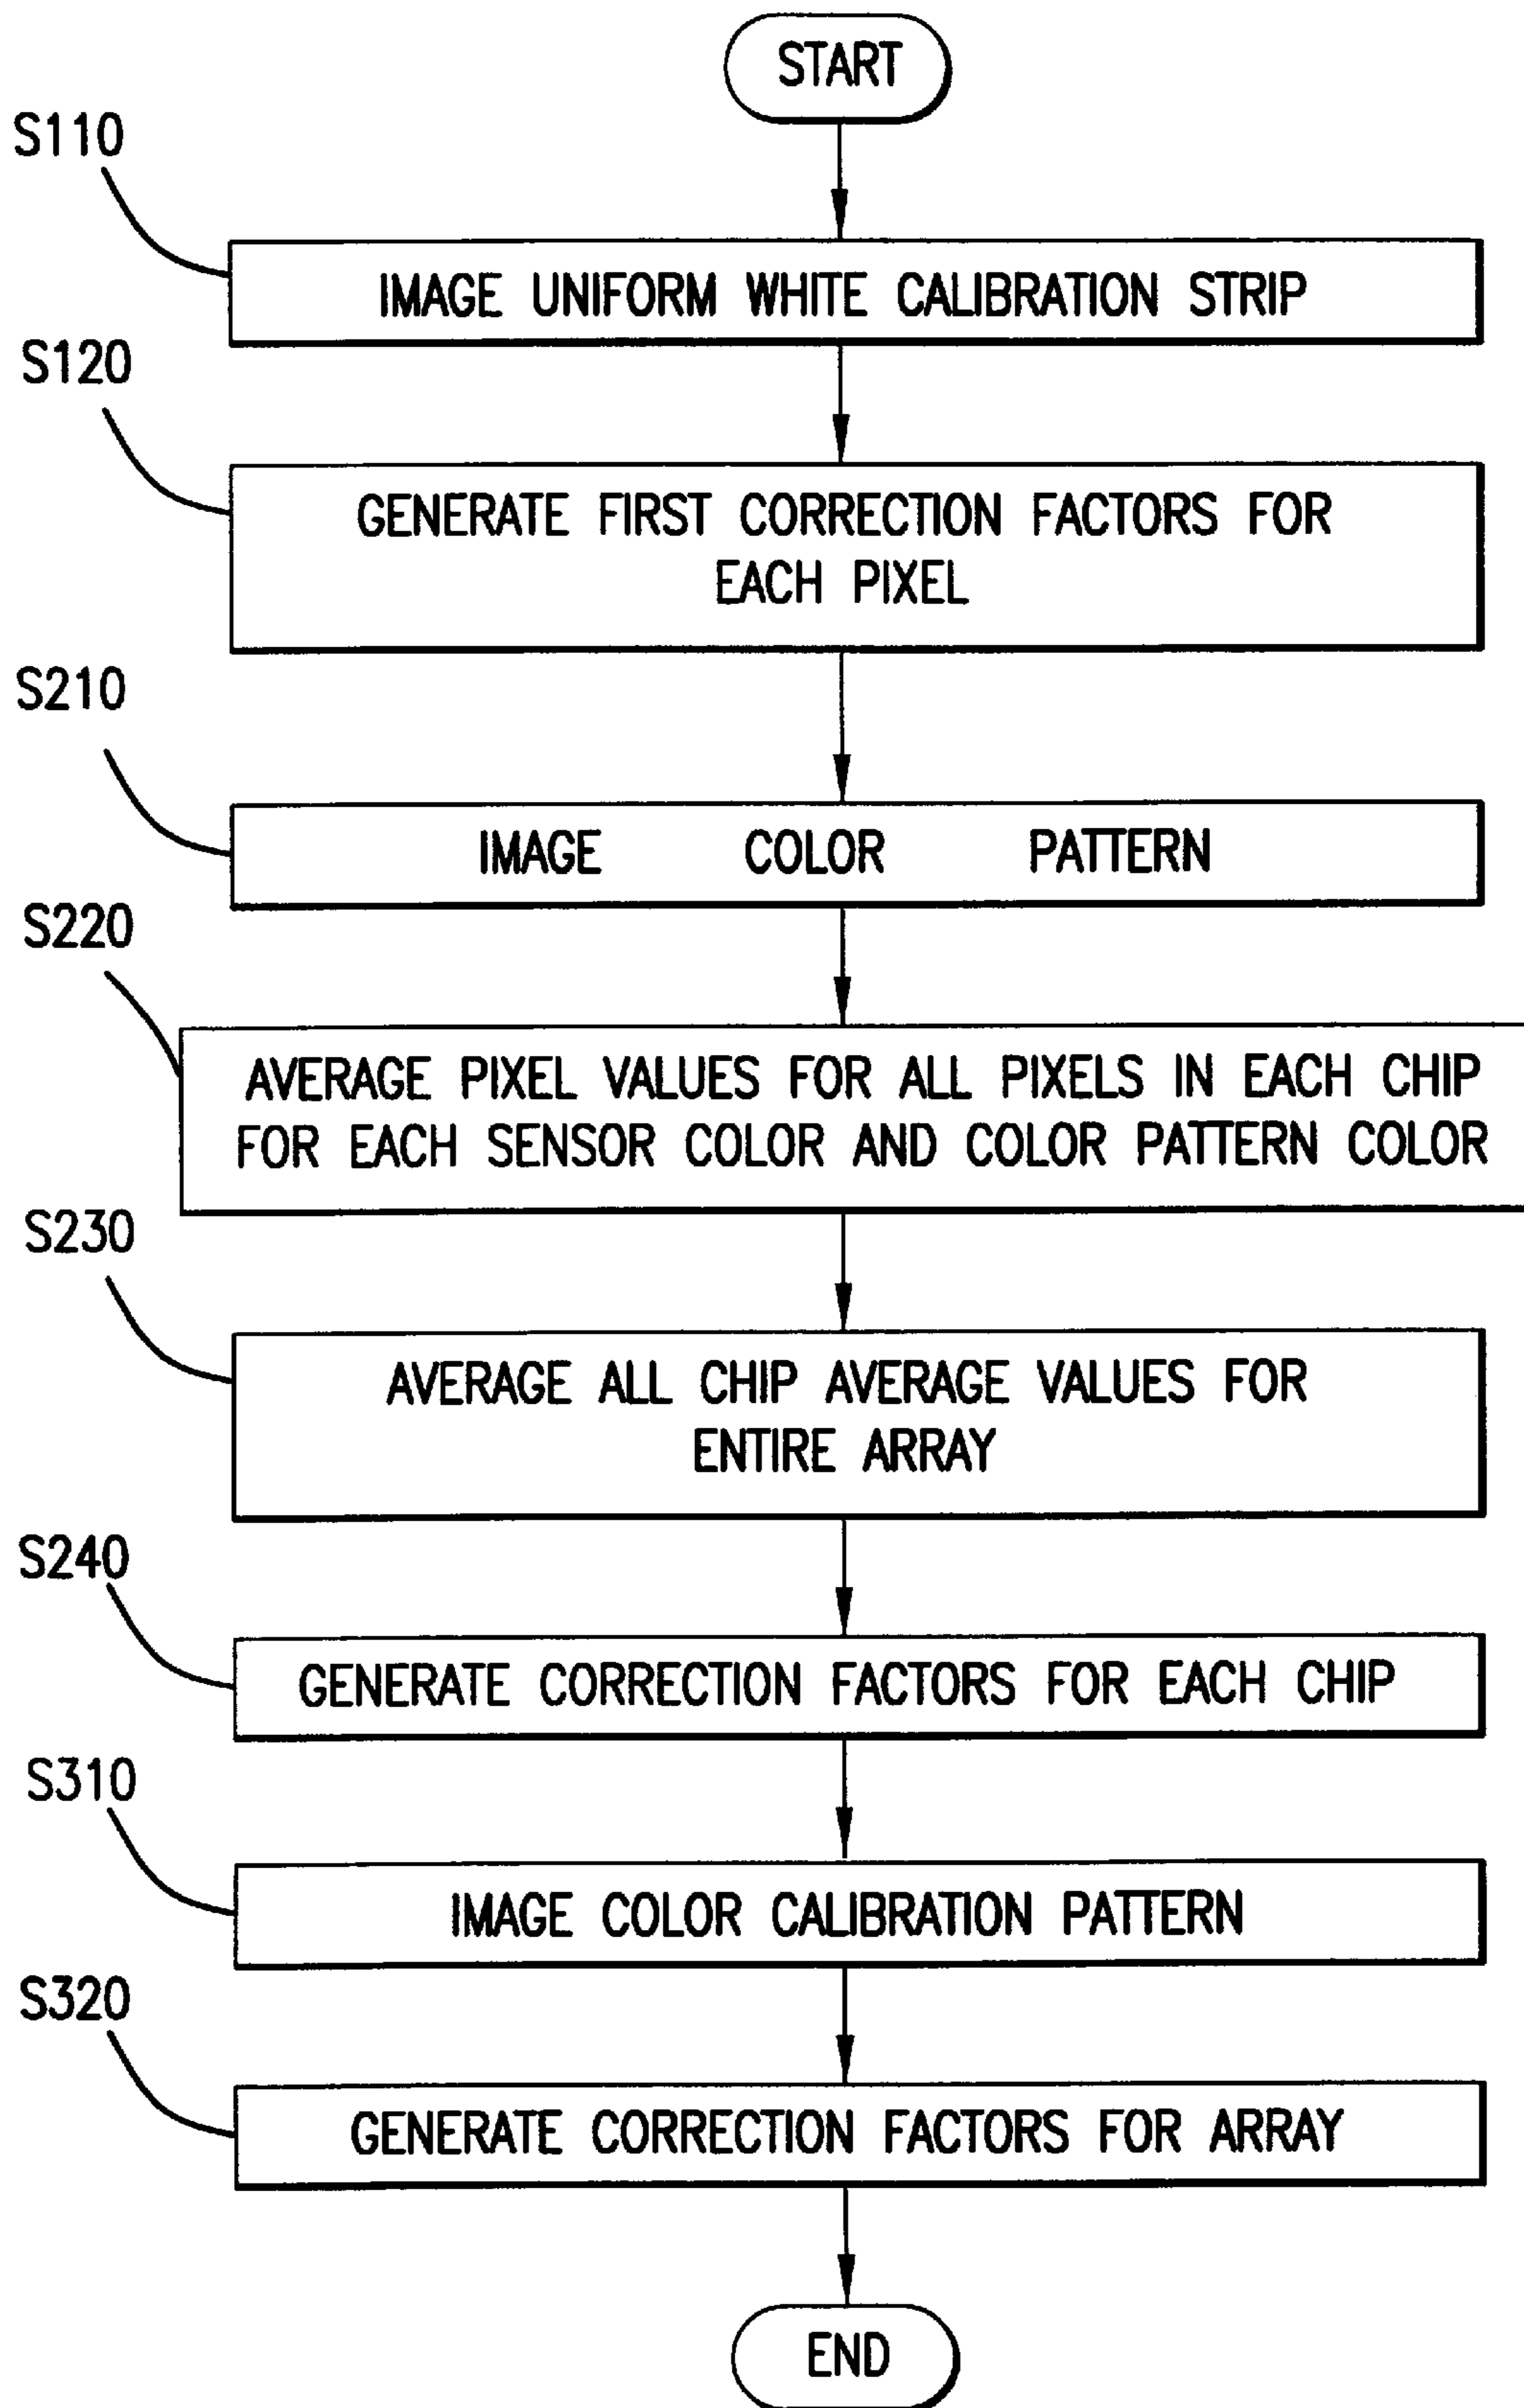 START
S110
IMAGE UNIFORM WHITE CALIBRATION STRIP
S120
GENERATE FIRST CORRECTION FACTORS FOR
EACH PIXEL
S210
IMAGE COLOR PATTERN
S220
AVERAGE PIXEL VALUES FOR ALL PIXELS IN EACH CHIP
FOR EACH SENSOR COLOR AND COLOR PATTERN COLOR
S230
AVERAGE ALL CHIP AVERAGE VALUES FOR
ENTIRE ARRAY
S240
GENERATE CORRECTION FACTORS FOR EACH CHIP
S310
IMAGE COLOR CALIBRATION PATTERN
S320
GENERATE CORRECTION FACTORS FOR ARRAY
END